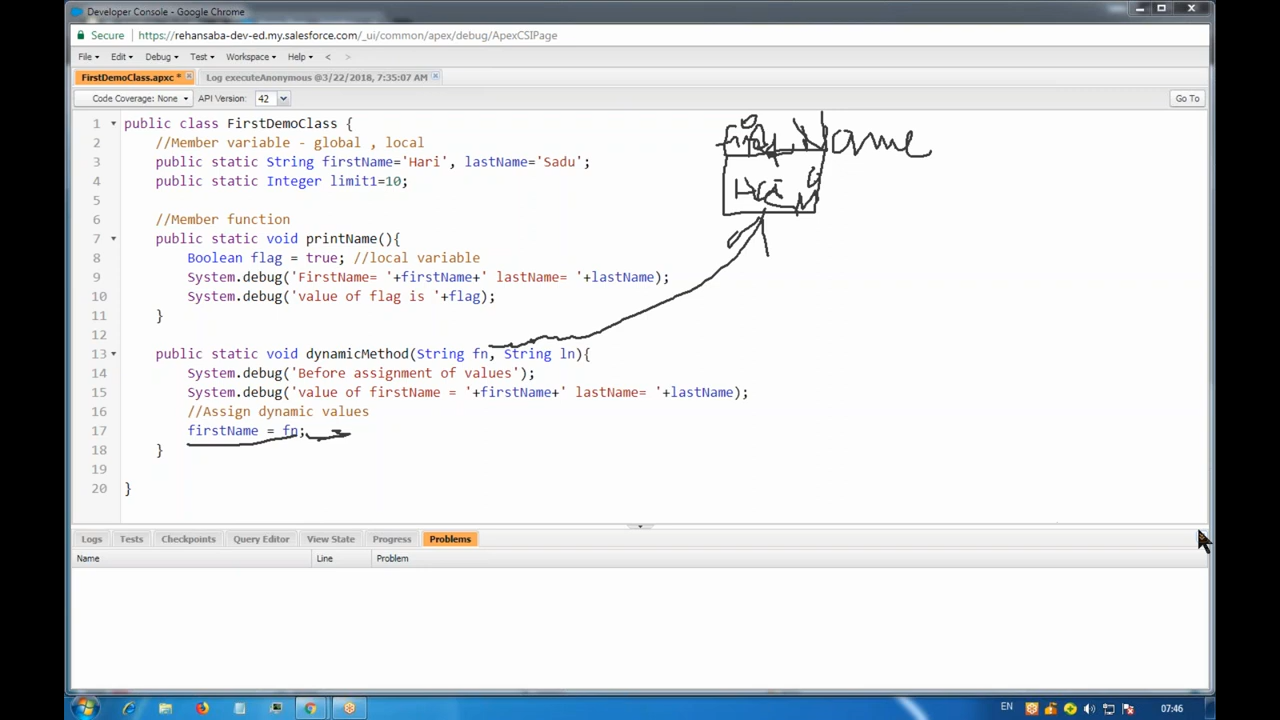 Developer Console - Google Chrome
Secure https://rehansaba-dev-ed.my.salesforce.com/_ui/common/apex/debug/ApexCSIPage
File Edit Debug Test Workspace Help < >
FirstDemoClass.apxc * Log executeAnonymous @3/22/2018, 7:35:07 AM
Code Coverage: None API Version: 42 Go To
1 public class FirstDemoClass {
2 //Member variable - global , local
3 public static String firstName='Hari', lastName='Sadu';
4 public static Integer limit1=10;
5
6 //Member function
7 public static void printName(){
8 Boolean flag = true; //local variable
9 System.debug('FirstName= '+firstName+' lastName= '+lastName);
10 System.debug('value of flag is '+flag);
11 }
12
13 public static void dynamicMethod(String fn, String ln){
14 System.debug('Before assignment of values');
15 System.debug('value of firstName = '+firstName+' lastName= '+lastName);
16 //Assign dynamic values
17 firstName = fn;
18 }
19
20 }
Logs Tests Checkpoints Query Editor View State Progress Problems
Name Line Problem
EN 07:46